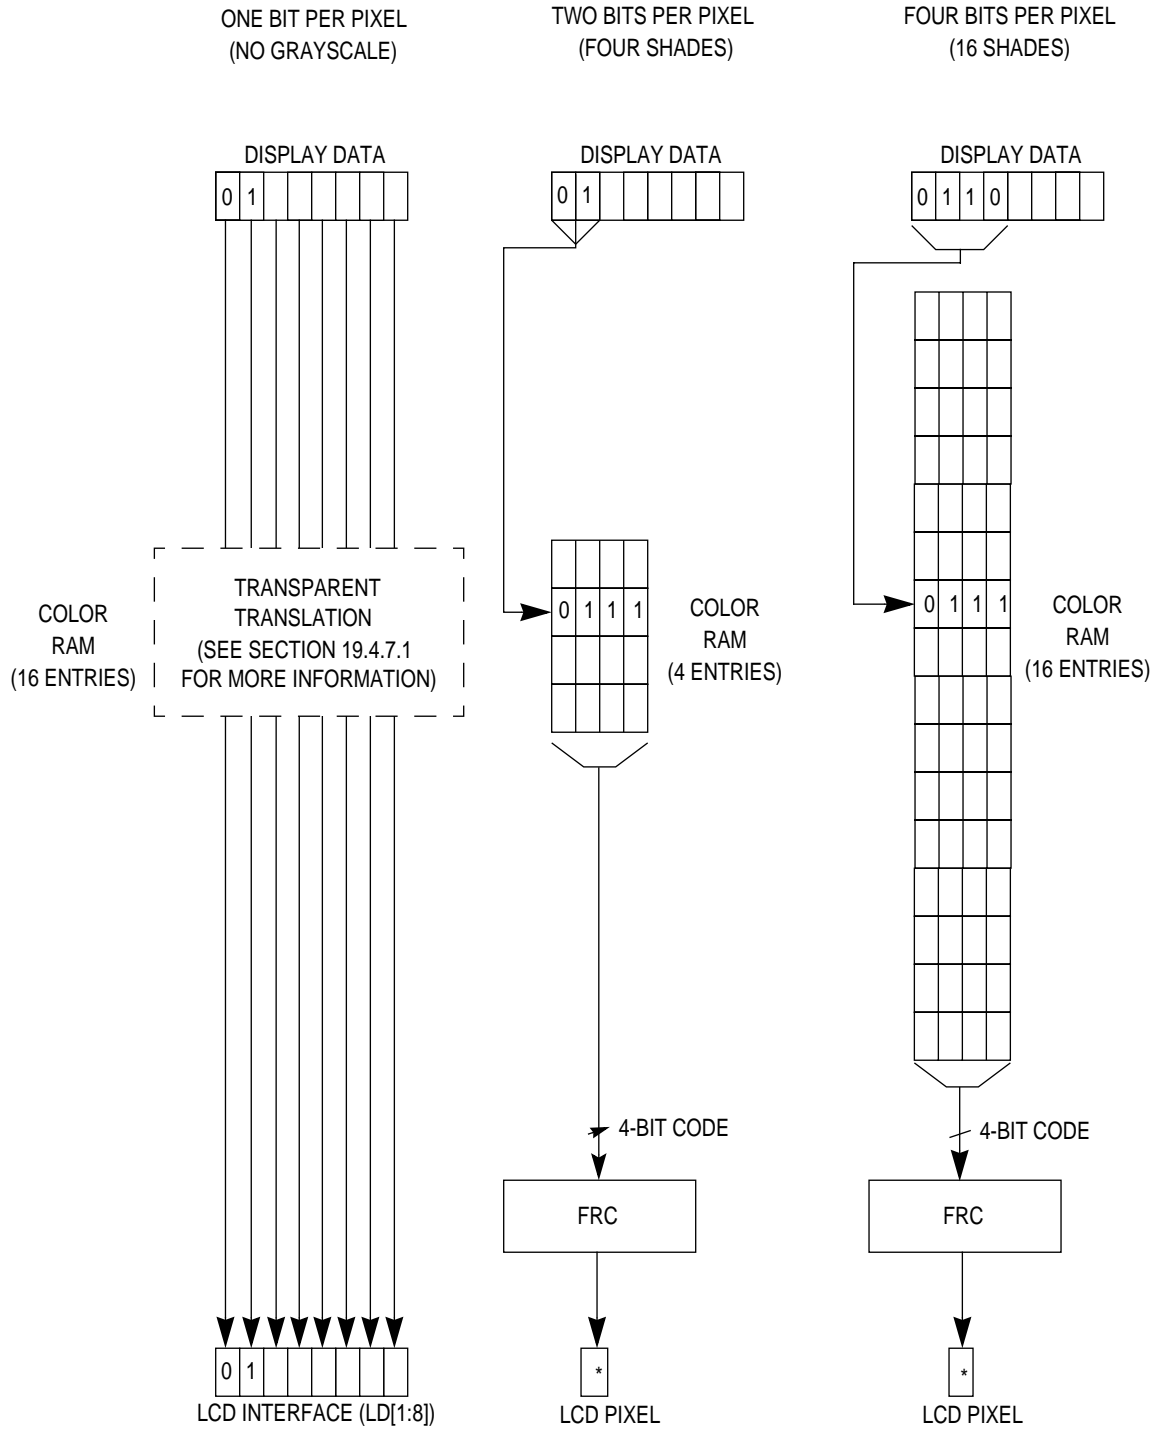 ONE BIT PER PIXEL
(NO GRAYSCALE)
TWO BITS PER PIXEL
(FOUR SHADES)
FOUR BITS PER PIXEL
(16 SHADES)
DISPLAY DATA
0 1
DISPLAY DATA
0 1
DISPLAY DATA
0 1 1 0
COLOR
RAM
(16 ENTRIES)
TRANSPARENT
TRANSLATION
(SEE SECTION 19.4.7.1
FOR MORE INFORMATION)
0 1 1 1
COLOR
RAM
(4 ENTRIES)
0 1 1 1
COLOR
RAM
(16 ENTRIES)
4-BIT CODE
4-BIT CODE
FRC
FRC
0 1
*
*
LCD INTERFACE (LD[1:8])
LCD PIXEL
LCD PIXEL